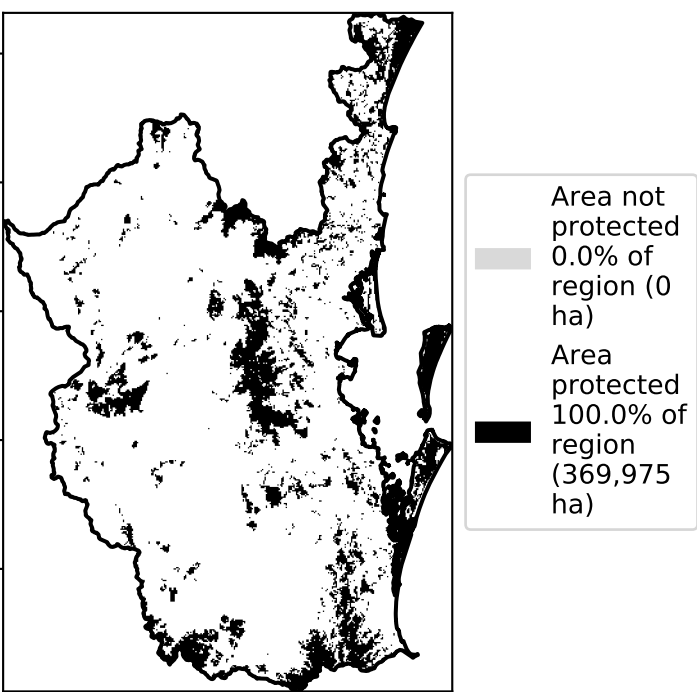 Area not
protected
0.0% of
region (0
ha)
Area
protected
100.0% of
region
(369,975
ha)